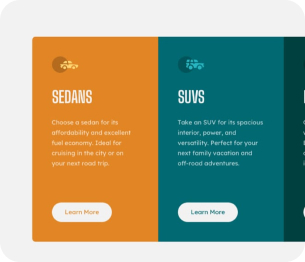 SEDANS
Choose a sedan for its
affordability and excellent
fuel economy. Ideal for
cruising in the city or on
your next road trip.
Learn More
SUVS
Take an SUV for its spacious
interior, power, and
versatility. Perfect for your
next family vacation and
off-road adventures.
Learn More